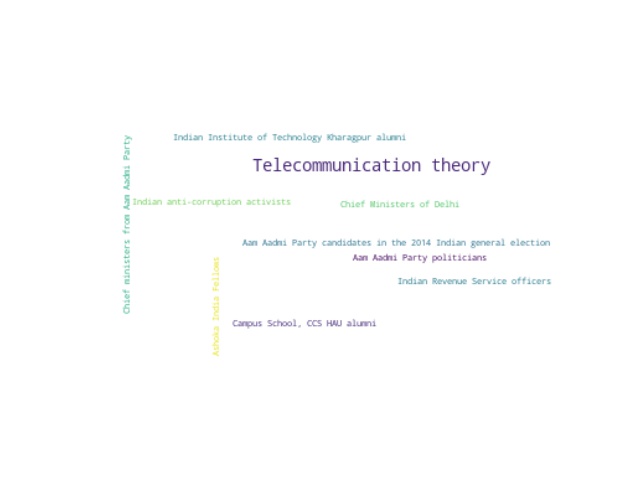 Indian Institute of Technology Kharagpur alumni
Telecommunication theory
Chief ministers from Aam Aadmi Party
Indian anti-corruption activists
Chief Ministers of Delhi
Aam Aadmi Party candidates in the 2014 Indian general election
Aam Aadmi Party politicians
Ashoka India Fellows
Indian Revenue Service officers
Campus School, CCS HAU alumni